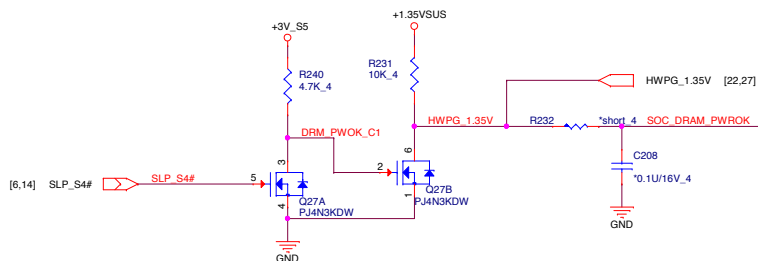 +1.35VSUS
+3V_S5
R240
4.7K_4
R231
10K_4
HWPG_1.35V [22,27]
DRM_PWOK_C1
HWPG_1.35V
R232
*short_4
SOC_DRAM_PWROK
3
6
2
C208
*0.1U/16V_4
[6,14] SLP_S4#
SLP_S4#
5
Q27A
PJ4N3KDW
4
Q27B
PJ4N3KDW
1
GND
GND